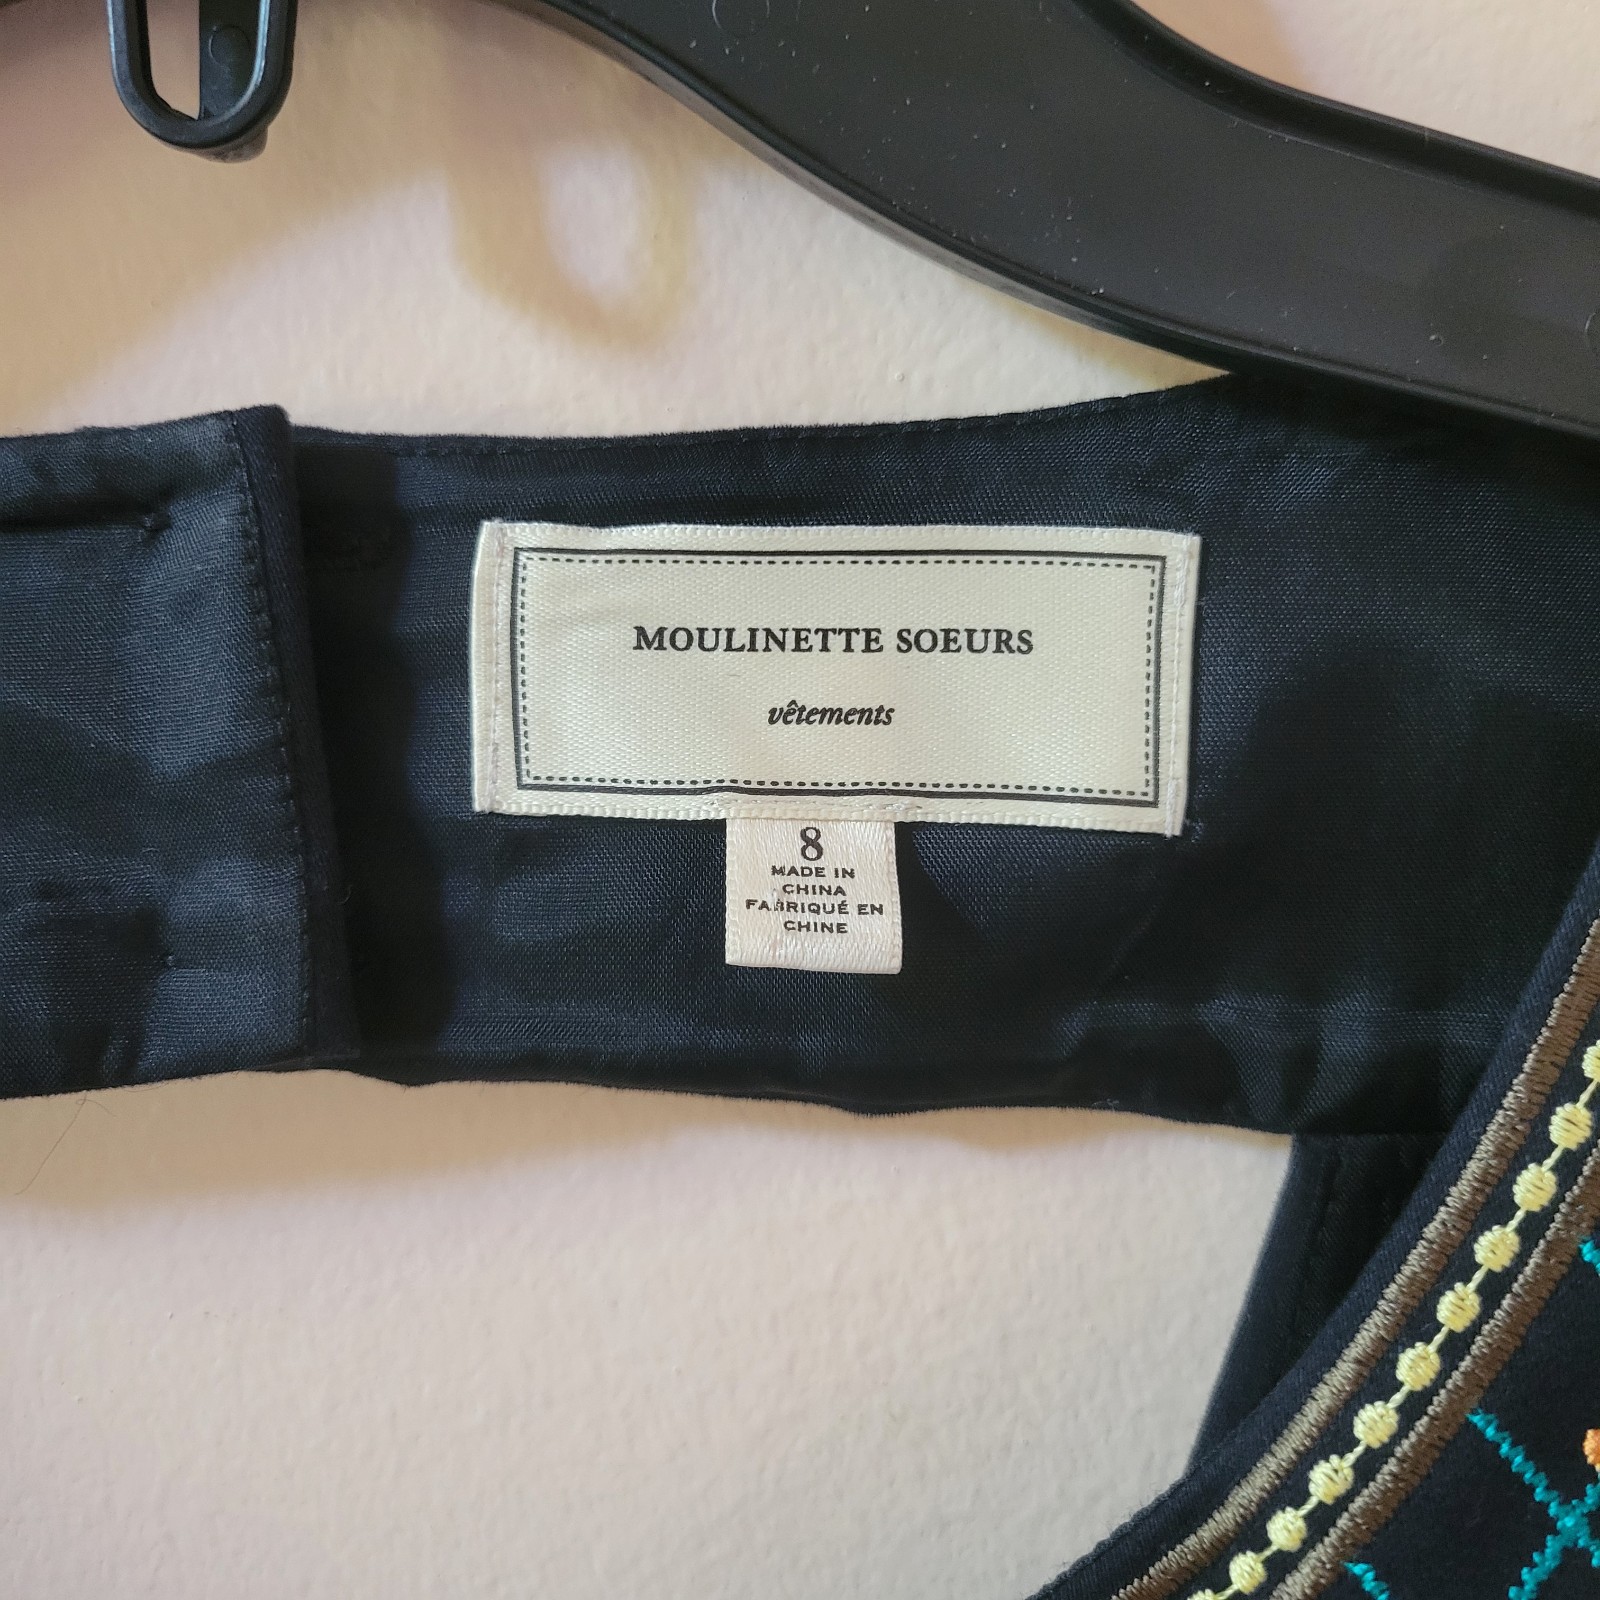 MOULINETTE SOEURS
vêtements
8
MADE IN
CHINA
FABRIQUÉ EN
CHINE